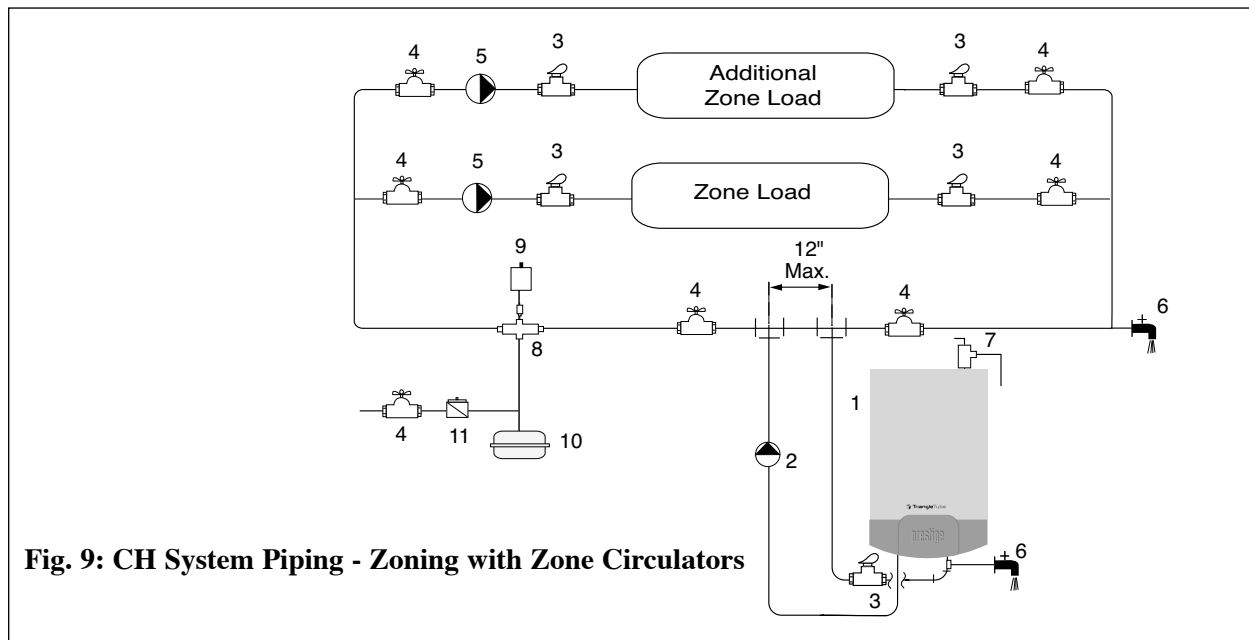 4 5 3 3 4
Additional
Zone Load
4 5 3 3 4
Zone Load
12"
Max.
9
4 4 6
8 7
1
4 11 10
2
TriangleTube
prestige
6
3
Fig. 9: CH System Piping - Zoning with Zone Circulators